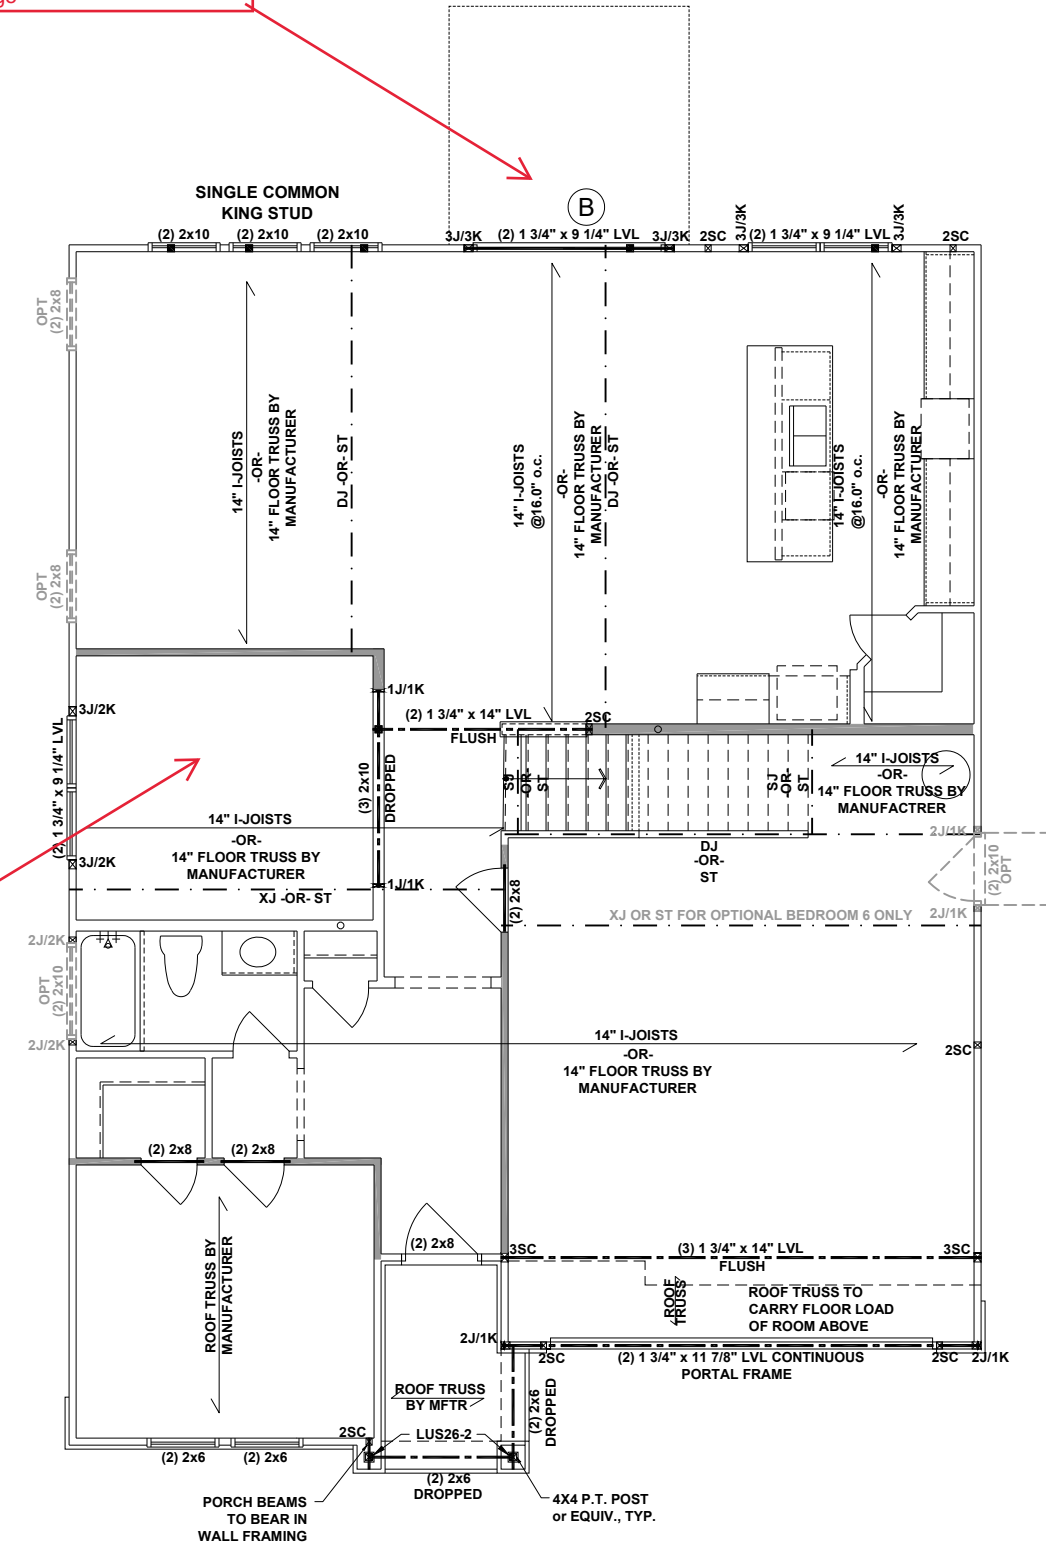 SINGLE COMMON
KING STUD
B
(2) 2x10
(2) 2x10
(2) 2x10
3J/3K
(2) 1 3/4" x 9 1/4" LVL
3J/3K
2SC
3J/3K
(2) 1 3/4" x 9 1/4" LVL
3J/3K
2SC
OPT
(2) 2x8
14" I-JOISTS
-OR-
14" FLOOR TRUSS BY
MANUFACTURER
DJ -OR- ST
14" I-JOISTS
@16.0" o.c.
-OR-
14" FLOOR TRUSS BY
MANUFACTURER
DJ -OR- ST
14" I-JOISTS
@16.0" o.c.
-OR-
14" FLOOR TRUSS BY
MANUFACTURER
OPT
(2) 2x8
3J/2K
(2) 1 3/4" x 9 1/4" LVL
3J/2K
1J/1K
(2) 1 3/4" x 14" LVL
FLUSH
2SC
(3) 2x10
DROPPED
1J/1K
14" I-JOISTS
-OR-
14" FLOOR TRUSS BY
MANUFACTURER
XJ -OR- ST
SJ
-OR-
ST
SJ
-OR-
ST
14" I-JOISTS
-OR-
14" FLOOR TRUSS BY
MANUFACTRER
DJ
-OR-
ST
2J/1K
(2) 2x10
OPT
2J/1K
(2) 2x8
XJ OR ST FOR OPTIONAL BEDROOM 6 ONLY
2J/2K
OPT
(2) 2x10
2J/2K
14" I-JOISTS
-OR-
14" FLOOR TRUSS BY
MANUFACTURER
2SC
(2) 2x8
(2) 2x8
ROOF TRUSS BY
MANUFACTURER
(2) 2x8
3SC
(3) 1 3/4" x 14" LVL
FLUSH
3SC
ROOF
TRUSS
ROOF TRUSS TO
CARRY FLOOR LOAD
OF ROOM ABOVE
2J/1K
2SC
(2) 1 3/4" x 11 7/8" LVL CONTINUOUS
PORTAL FRAME
2SC
2J/1K
ROOF TRUSS
BY MFTR
(2) 2x6
DROPPED
2SC
LUS26-2
(2) 2x6
(2) 2x6
(2) 2x6
DROPPED
PORCH BEAMS
TO BEAR IN
WALL FRAMING
4X4 P.T. POST
or EQUIV., TYP.